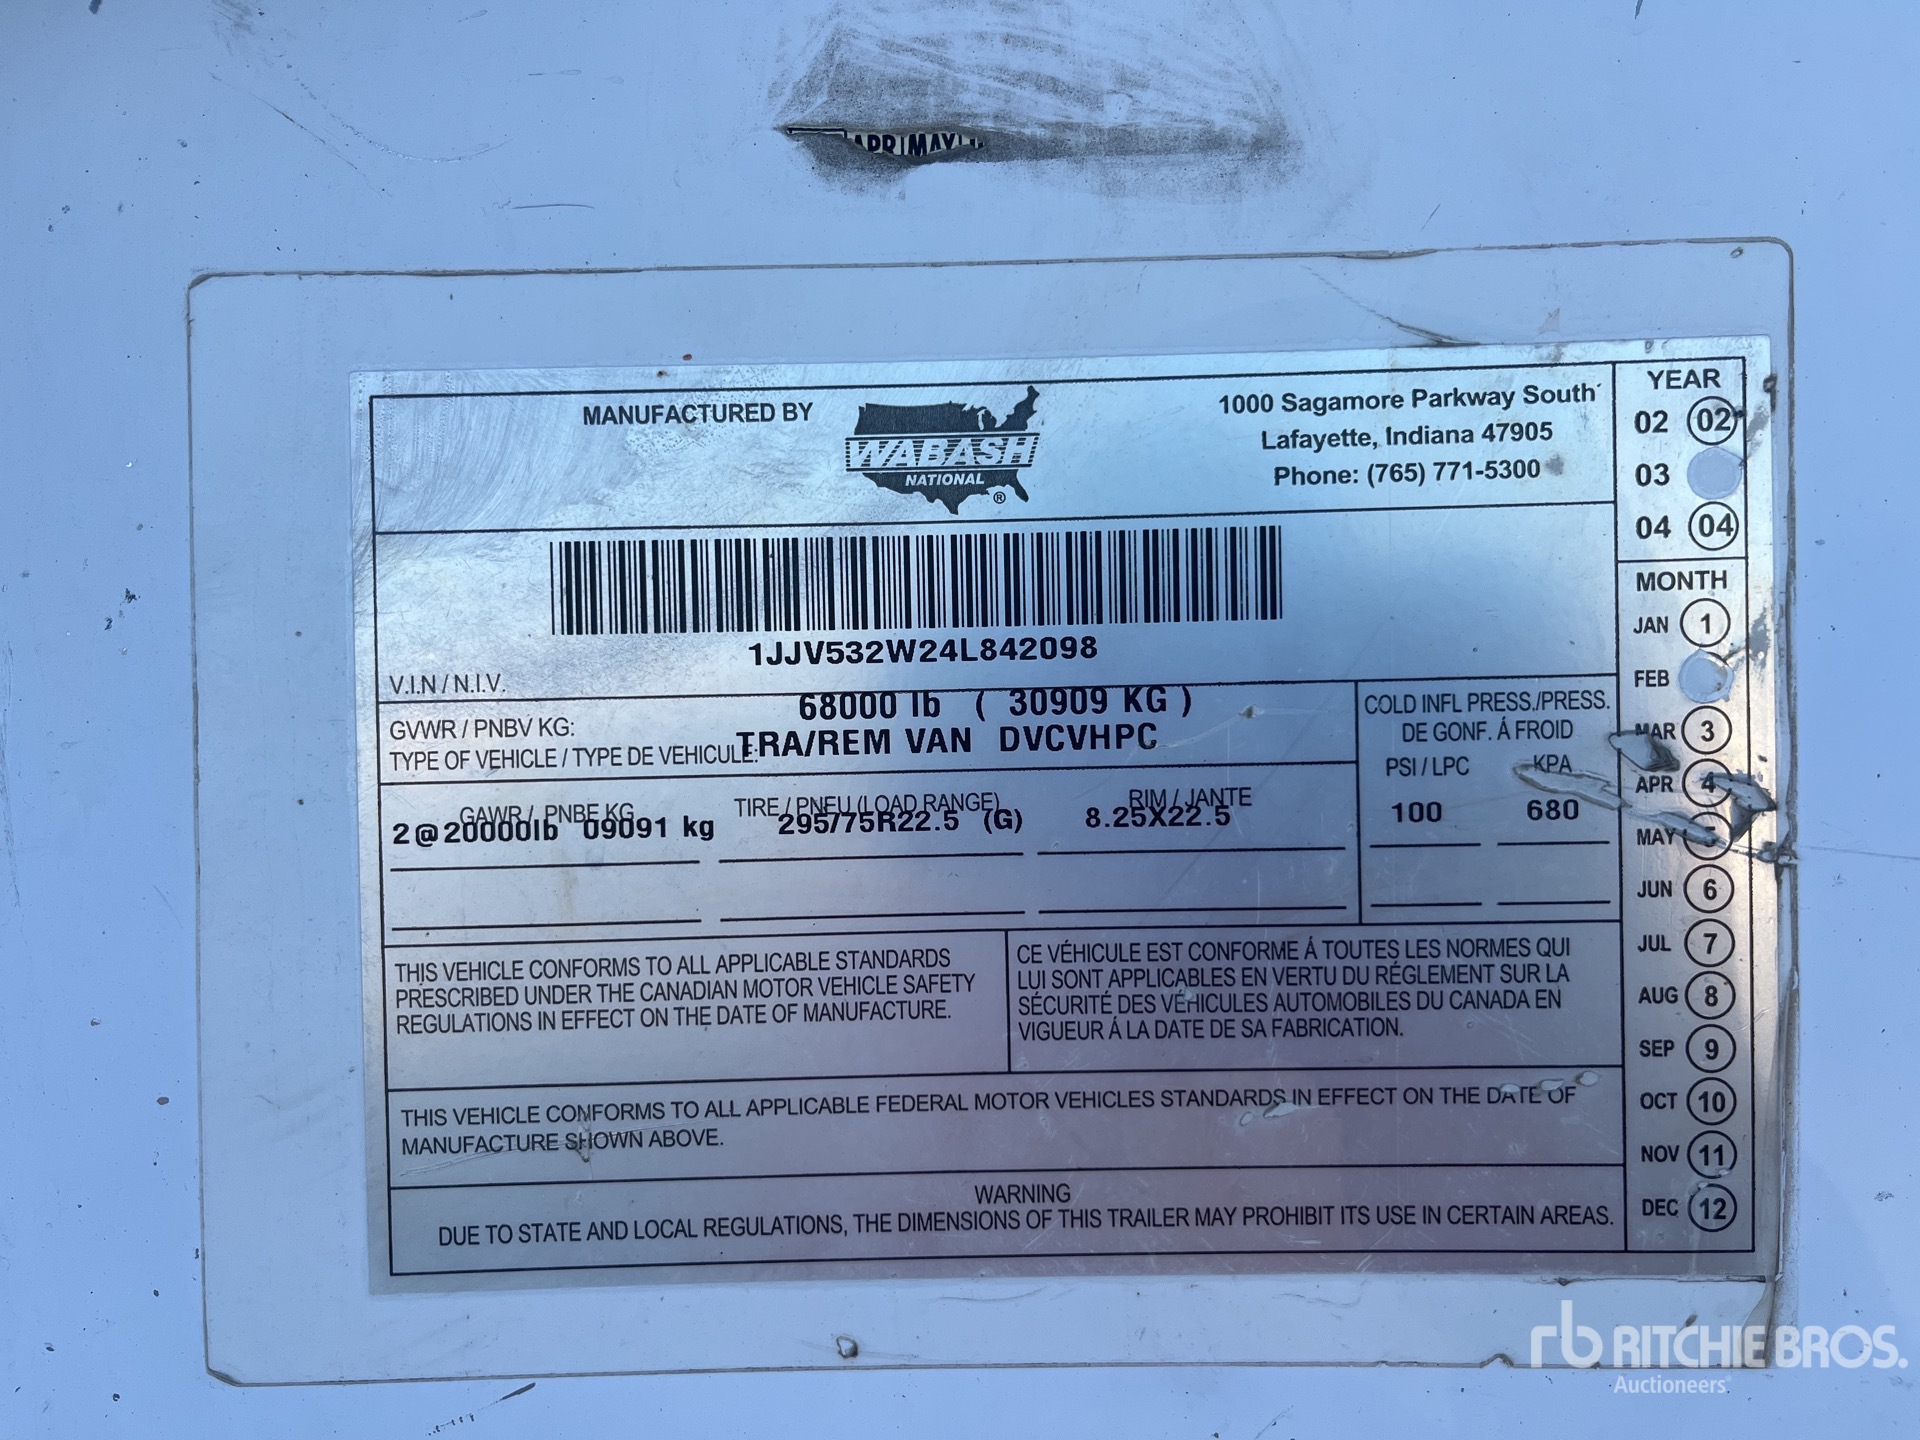 APR MAY
MANUFACTURED BY
WABASH
NATIONAL
®
1000 Sagamore Parkway South
Lafayette, Indiana 47905
Phone: (765) 771-5300
YEAR
02 02
03
04 04
MONTH
JAN 1
FEB
MAR 3
APR 4
MAY 5
JUN 6
JUL 7
AUG 8
SEP 9
OCT 10
NOV 11
DEC 12
1JJV532W24L842098
V.I.N / N.I.V.
68000 lb ( 30909 KG )
GVWR / PNBV KG:
TYPE OF VEHICLE / TYPE DE VEHICULE: TRA/REM VAN DVCVHPC
COLD INFL PRESS./PRESS.
DE GONF. Á FROID
PSI / LPC KPA
100 680
GAWR / PNBE KG TIRE / PNEU (LOAD RANGE) RIM / JANTE
2@20000lb 09091 kg 295/75R22.5 (G) 8.25X22.5
THIS VEHICLE CONFORMS TO ALL APPLICABLE STANDARDS
PRESCRIBED UNDER THE CANADIAN MOTOR VEHICLE SAFETY
REGULATIONS IN EFFECT ON THE DATE OF MANUFACTURE.
CE VÉHICULE EST CONFORME Á TOUTES LES NORMES QUI
LUI SONT APPLICABLES EN VERTU DU RÉGLEMENT SUR LA
SÉCURITÉ DES VÉHICULES AUTOMOBILES DU CANADA EN
VIGUEUR Á LA DATE DE SA FABRICATION.
THIS VEHICLE CONFORMS TO ALL APPLICABLE FEDERAL MOTOR VEHICLES STANDARDS IN EFFECT ON THE DATE OF
MANUFACTURE SHOWN ABOVE.
WARNING
DUE TO STATE AND LOCAL REGULATIONS, THE DIMENSIONS OF THIS TRAILER MAY PROHIBIT ITS USE IN CERTAIN AREAS.
rb RITCHIE BROS.
Auctioneers